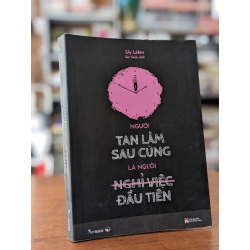 Uy Liêm
NGƯỜI
TAN LÀM
SAU CÙNG
LÀ NGƯỜI
NGHỈ VIỆC
ĐẦU TIÊN